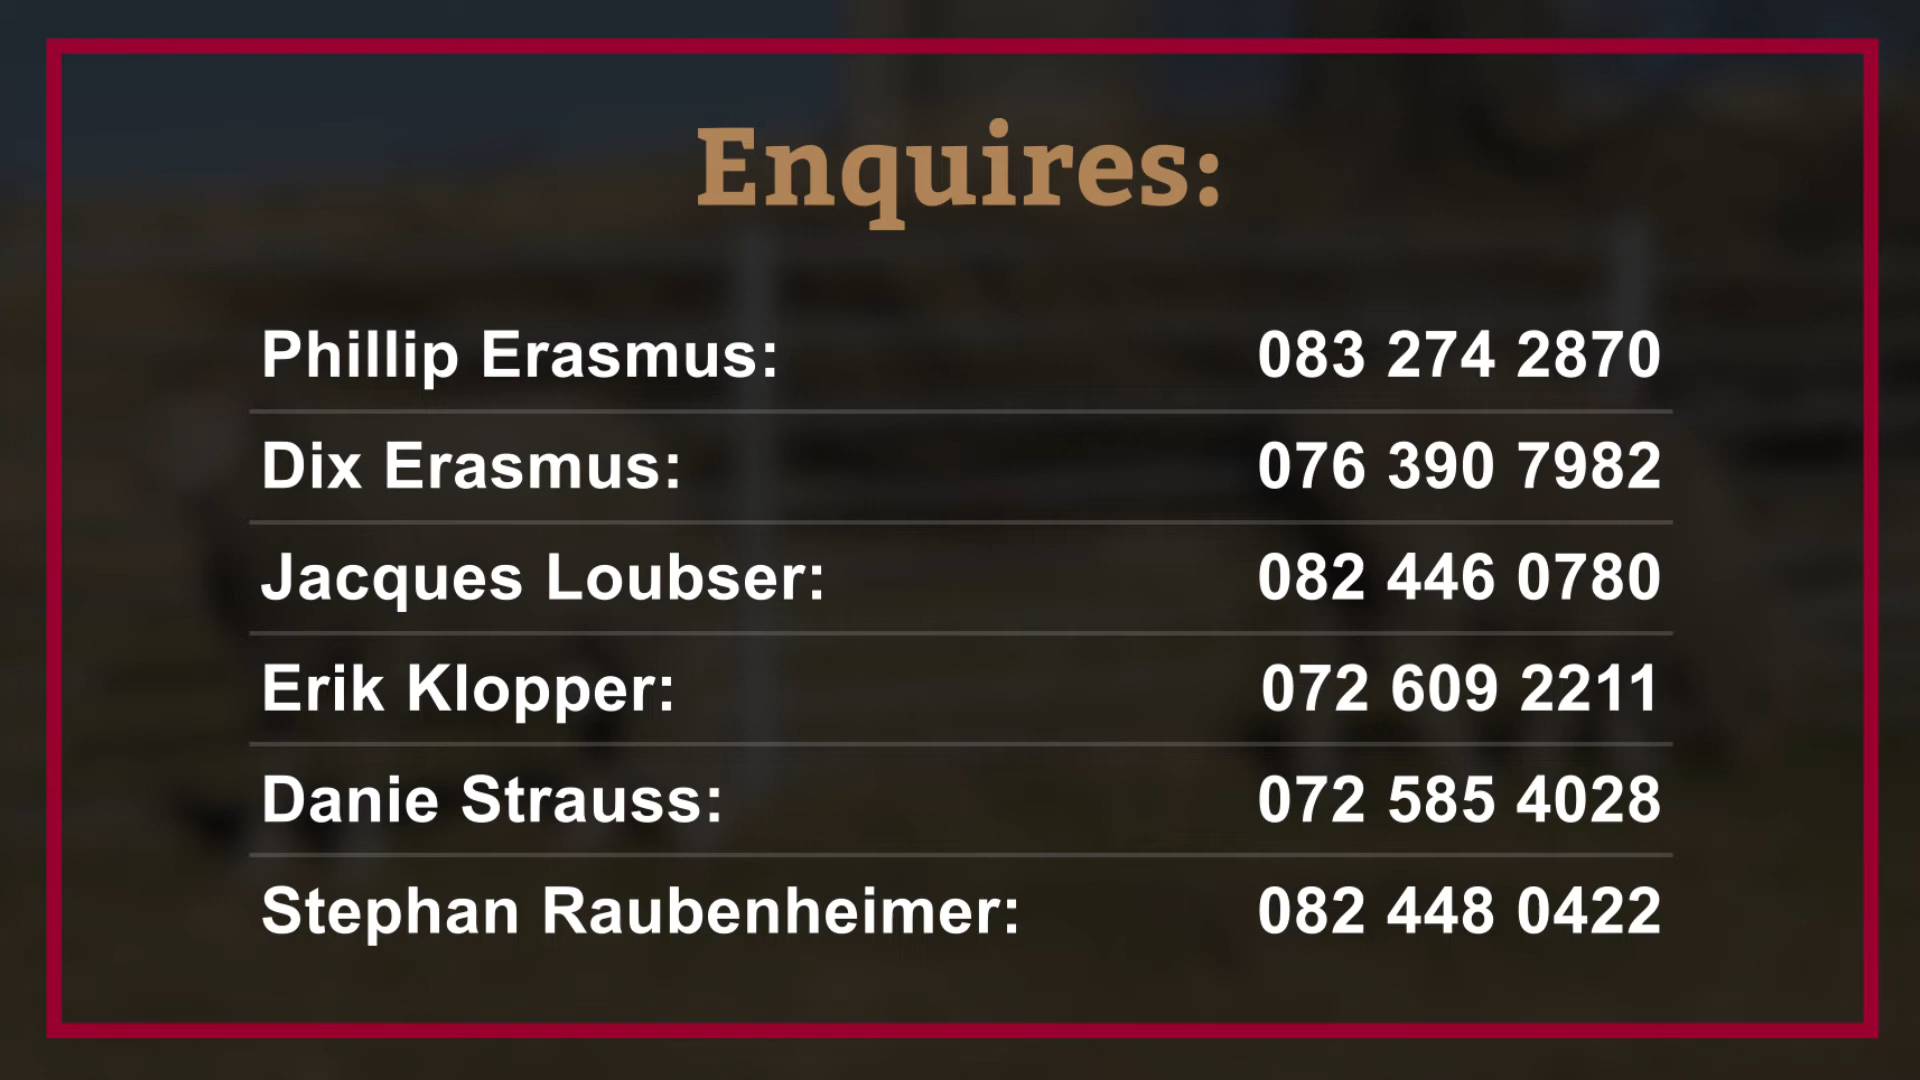 Enquires:
Phillip Erasmus: 083 274 2870
Dix Erasmus: 076 390 7982
Jacques Loubser: 082 446 0780
Erik Klopper: 072 609 2211
Danie Strauss: 072 585 4028
Stephan Raubenheimer: 082 448 0422